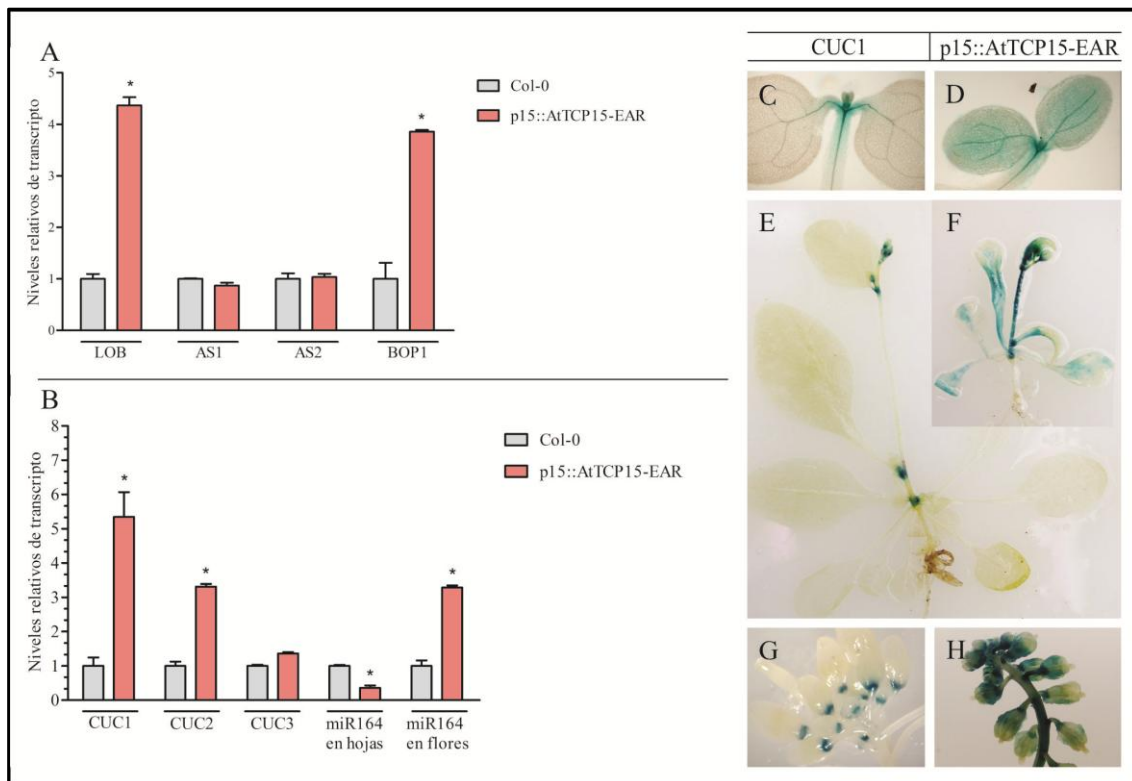 A
Niveles relativos de transcripto
5
4
3
2
1
0
*
*
Col-0
p15::AtTCP15-EAR
LOB
AS1
AS2
BOP1
B
Niveles relativos de transcripto
8
7
6
5
4
3
2
1
0
*
*
*
*
Col-0
p15::AtTCP15-EAR
CUC1
CUC2
CUC3
miR164
en hojas
miR164
en flores
CUC1
p15::AtTCP15-EAR
C
D
E
F
G
H